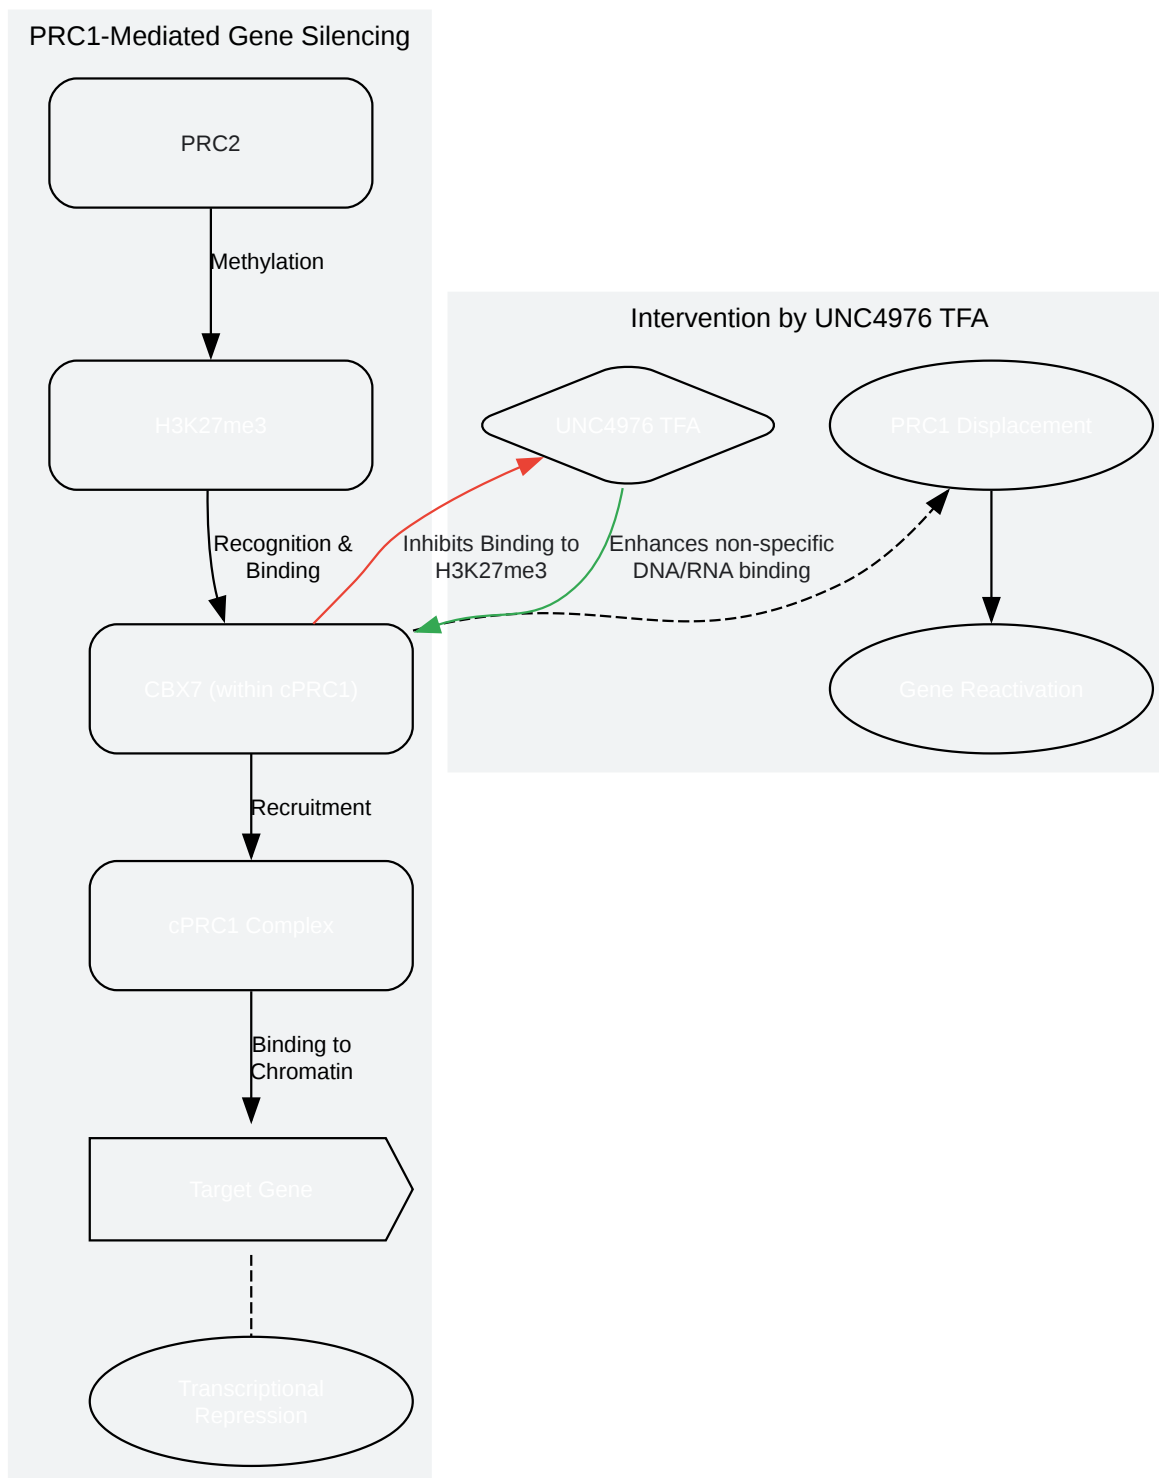 PRC1-Mediated Gene Silencing
PRC2
Methylation
H3K27me3
Recognition &
Binding
CBX7 (within cPRC1)
Recruitment
cPRC1 Complex
Binding to
Chromatin
Target Gene
Transcriptional
Repression
Intervention by UNC4976 TFA
UNC4976 TFA
PRC1 Displacement
Inhibits Binding to
H3K27me3
Enhances non-specific
DNA/RNA binding
Gene Reactivation